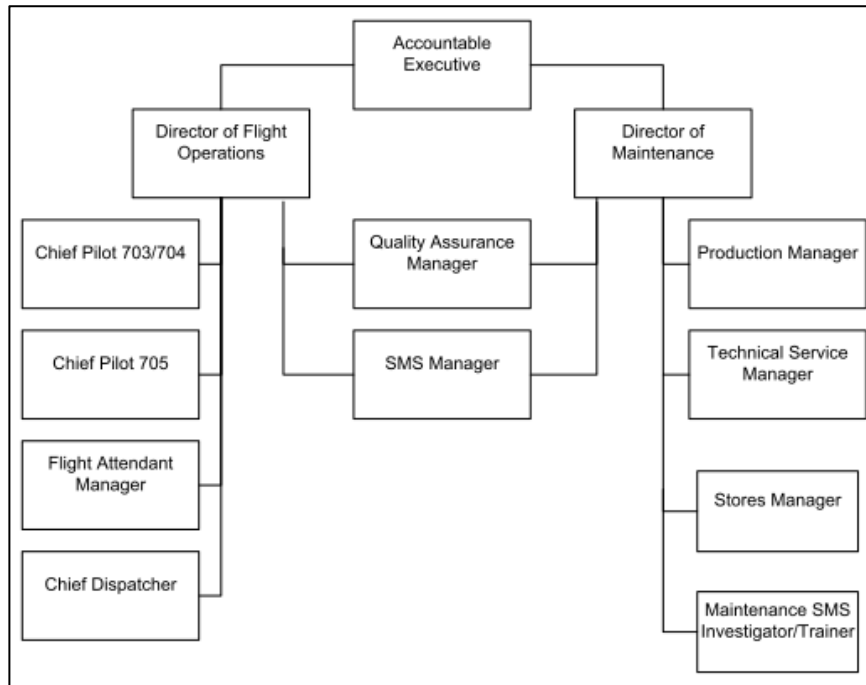 Accountable
Executive
Director of Flight
Operations
Director of
Maintenance
Chief Pilot 703/704
Quality Assurance
Manager
Production Manager
Chief Pilot 705
SMS Manager
Technical Service
Manager
Flight Attendant
Manager
Stores Manager
Chief Dispatcher
Maintenance SMS
Investigator/Trainer